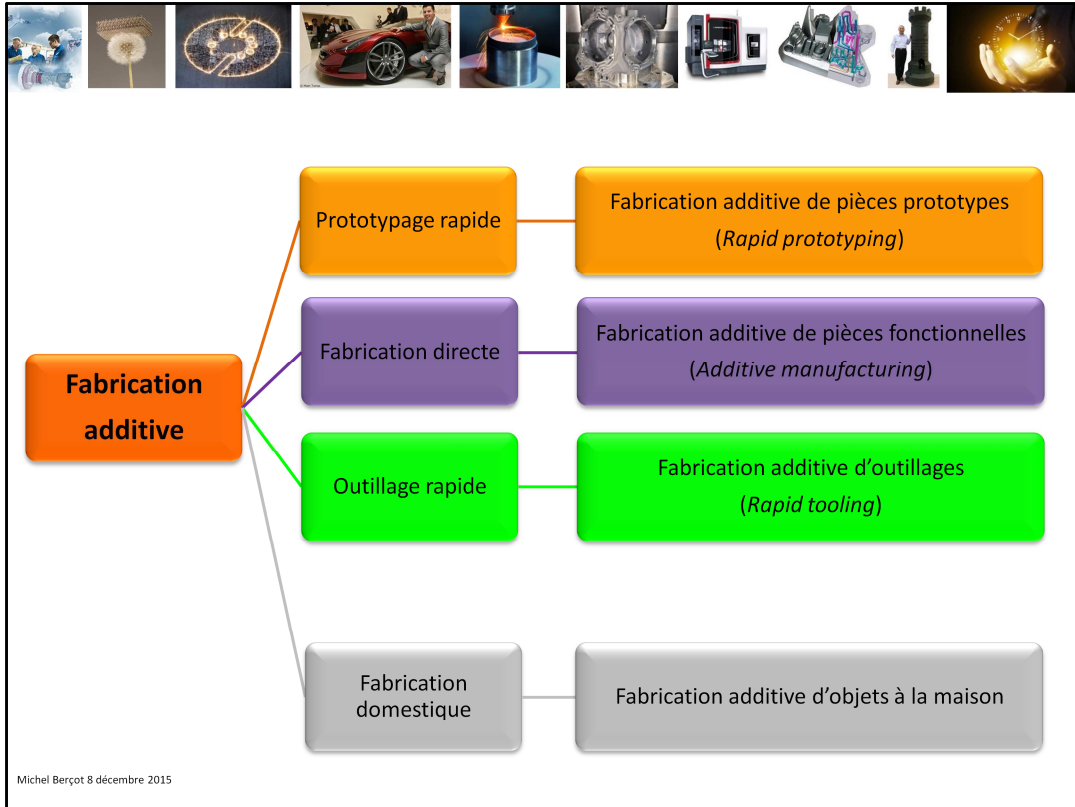 Prototypage rapide
Fabrication additive de pièces prototypes
(Rapid prototyping)
Fabrication directe
Fabrication additive de pièces fonctionnelles
(Additive manufacturing)
Fabrication
additive
Outillage rapide
Fabrication additive d’outillages
(Rapid tooling)
Fabrication
domestique
Fabrication additive d’objets à la maison
Michel Berçot 8 décembre 2015